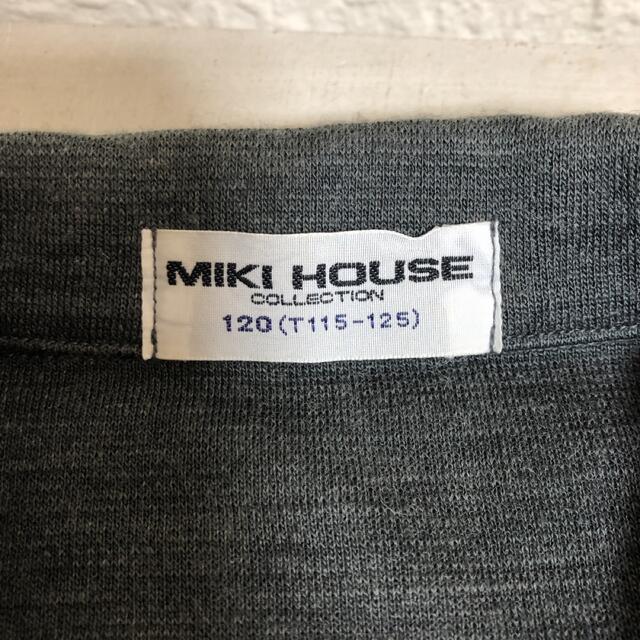 MIKI HOUSE
COLLECTION
120 (T115-125)